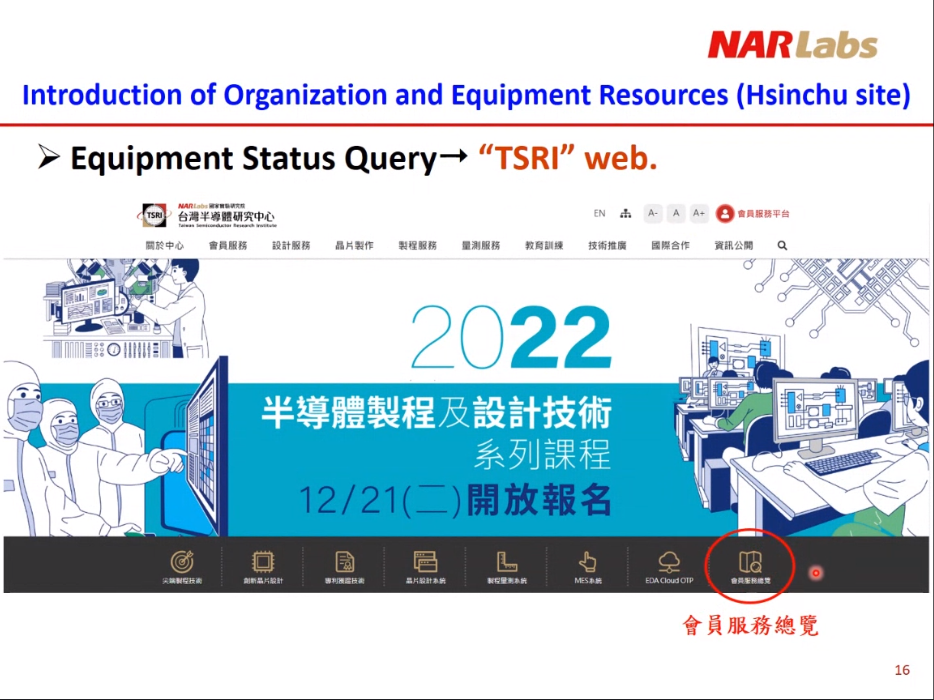 NARLabs
Introduction of Organization and Equipment Resources (Hsinchu site)
➢ Equipment Status Query→ “TSRI” web.
TSRI
NARLabs 國家實驗研究院
台灣半導體研究中心
Taiwan Semiconductor Research Institute
EN A- A A+ 會員服務平台
關於中心 會員服務 設計服務 晶片製作 製程服務 量測服務 教育訓練 技術推廣 國際合作 資訊公開
2022
半導體製程及設計技術
系列課程
12/21(二)開放報名
尖端製程技術 創新晶片設計 專利獲證技術 晶片設計系統 製程量測系統 MES系統 EDA Cloud OTP 會員服務總覽
會員服務總覽
16